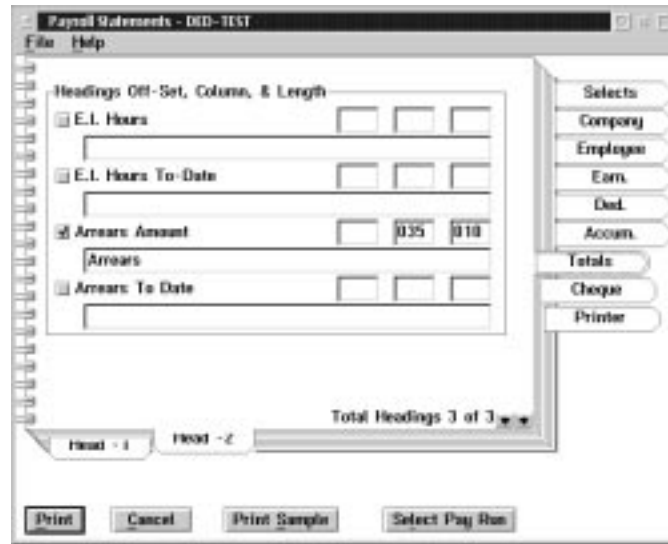 Payroll Statements - DED-TEST
File Help
Headings Off-Set, Column, & Length
E.I. Hours
E.I. Hours To-Date
Arrears Amount 035 010
Arrears
Arrears To Date
Total Headings 3 of 3
Head - 1
Head - 2
Selects
Company
Employee
Earn.
Ded.
Accum.
Totals
Cheque
Printer
Print Cancel Print Sample Select Pay Run